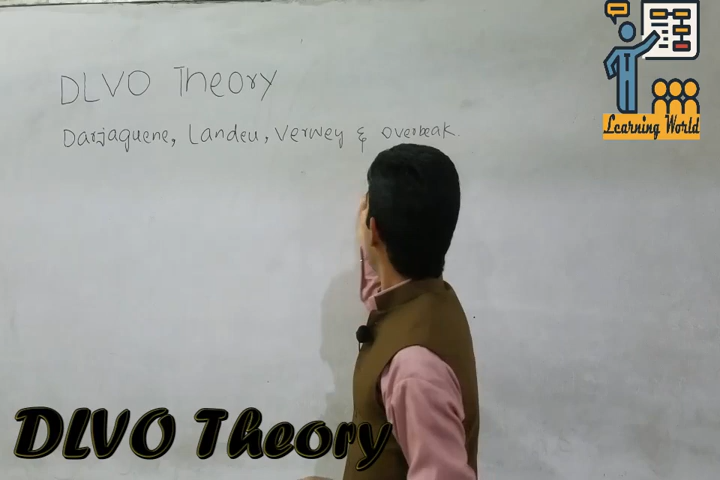 DLVO Theory
Darjaquene, Landeu, Verwey & Overbeak.
Learning World
DLVO Theory